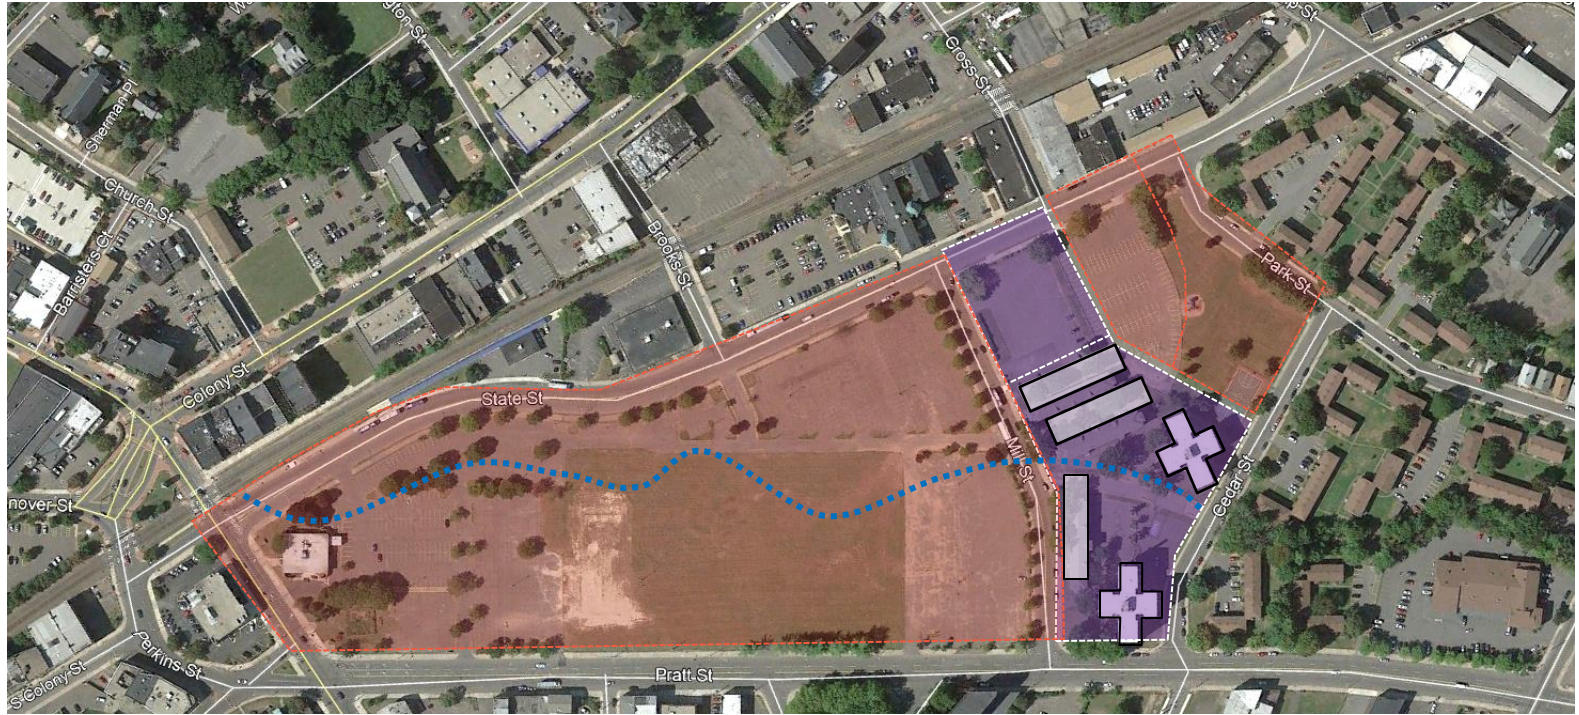 Sherman Pl
Church St
Barristers Ct
Colony St
Brooks St
Cross St
State St
Mill St
Park St
Cedar St
nover St
Perkins St
S Colony St
Pratt St